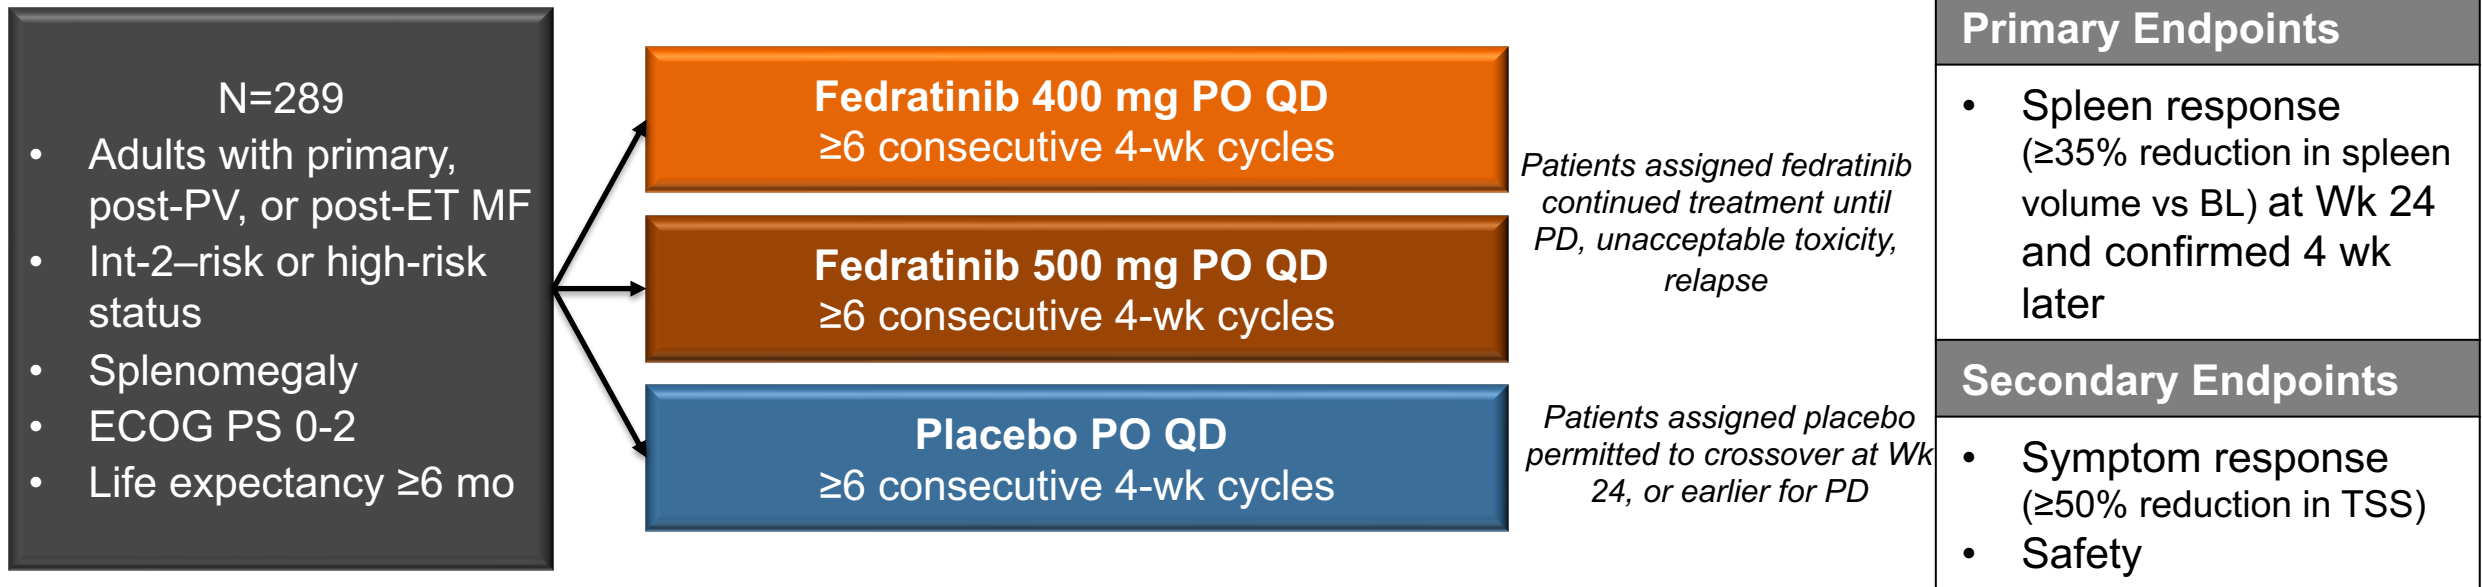 N=289
• Adults with primary,
post-PV, or post-ET MF
• Int-2–risk or high-risk
status
• Splenomegaly
• ECOG PS 0-2
• Life expectancy ≥6 mo
Fedratinib 400 mg PO QD
≥6 consecutive 4-wk cycles
Fedratinib 500 mg PO QD
≥6 consecutive 4-wk cycles
Placebo PO QD
≥6 consecutive 4-wk cycles
Patients assigned fedratinib
continued treatment until
PD, unacceptable toxicity,
relapse
Patients assigned placebo
permitted to crossover at Wk
24, or earlier for PD
Primary Endpoints
• Spleen response
(≥35% reduction in spleen
volume vs BL) at Wk 24
and confirmed 4 wk
later
Secondary Endpoints
• Symptom response
(≥50% reduction in TSS)
• Safety